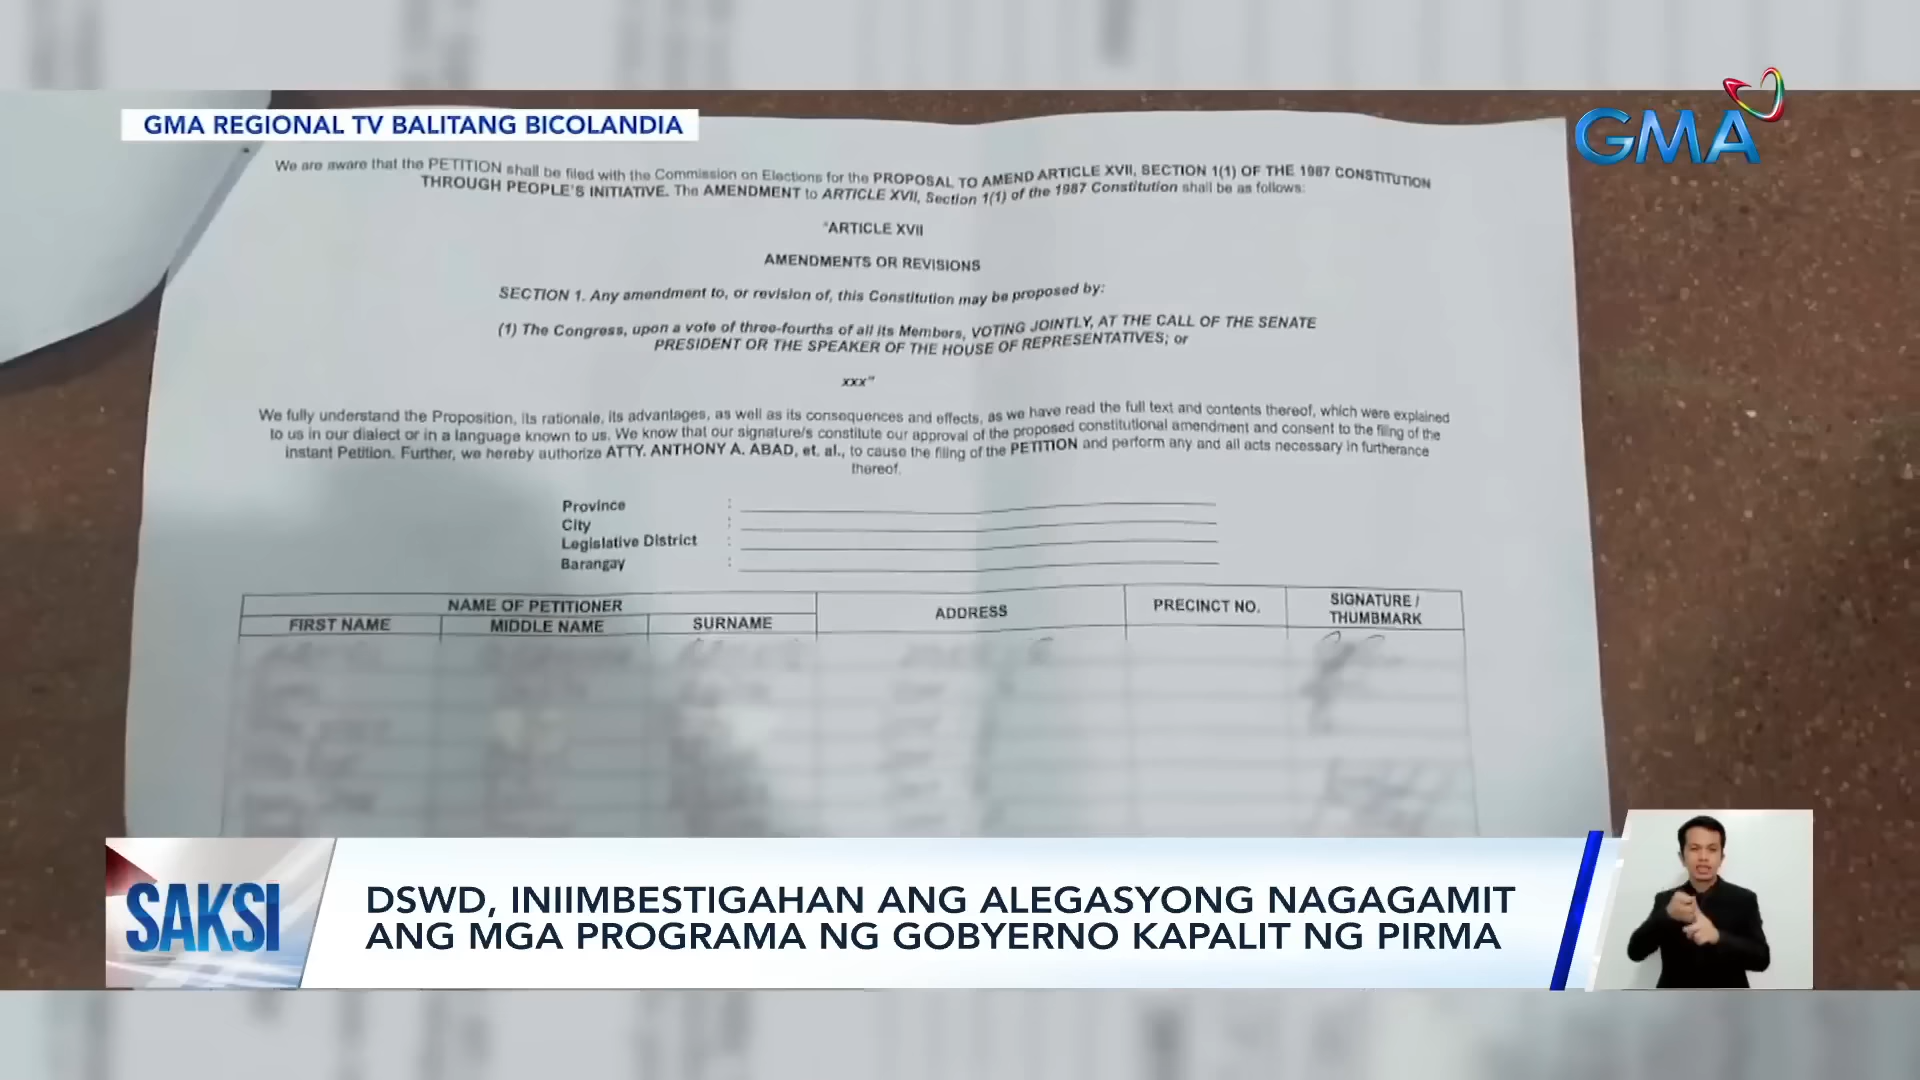 GMA REGIONAL TV BALITANG BICOLANDIA
GMA
We are aware that the PETITION shall be filed with the Commission on Elections for the PROPOSAL TO AMEND ARTICLE XVII, SECTION 1(1) OF THE 1987 CONSTITUTION
THROUGH PEOPLE'S INITIATIVE. The AMENDMENT to ARTICLE XVII, Section 1(1) of the 1987 Constitution shall be as follows:
"ARTICLE XVII
AMENDMENTS OR REVISIONS
SECTION 1. Any amendment to, or revision of, this Constitution may be proposed by:
(1) The Congress, upon a vote of three-fourths of all its Members, VOTING JOINTLY, AT THE CALL OF THE SENATE
PRESIDENT OR THE SPEAKER OF THE HOUSE OF REPRESENTATIVES; or
xxx"
We fully understand the Proposition, its rationale, its advantages, as well as its consequences and effects, as we have read the full text and contents thereof, which were explained
to us in our dialect or in a language known to us. We know that our signature/s constitute our approval of the proposed constitutional amendment and consent to the filing of the
instant Petition. Further, we hereby authorize ATTY. ANTHONY A. ABAD, et. al., to cause the filing of the PETITION and perform any and all acts necessary in furtherance
thereof.
Province :
City :
Legislative District :
Barangay :
NAME OF PETITIONER ADDRESS PRECINCT NO. SIGNATURE / THUMBMARK
FIRST NAME MIDDLE NAME SURNAME
SAKSI
DSWD, INIIMBESTIGAHAN ANG ALEGASYONG NAGAGAMIT
ANG MGA PROGRAMA NG GOBYERNO KAPALIT NG PIRMA